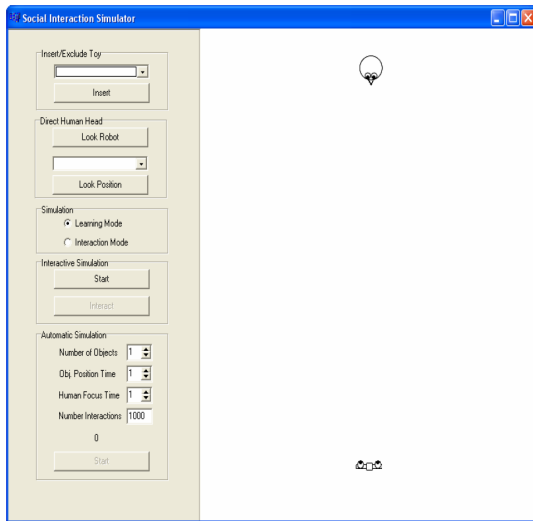 Social Interaction Simulator
Insert/Exclude Toy
Insert
Direct Human Head
Look Robot
Look Position
Simulation
Learning Mode
Interaction Mode
Interactive Simulation
Start
Interact
Automatic Simulation
Number of Objects 1
Obj. Position Time 1
Human Focus Time 1
Number Interactions 1000
0
Start